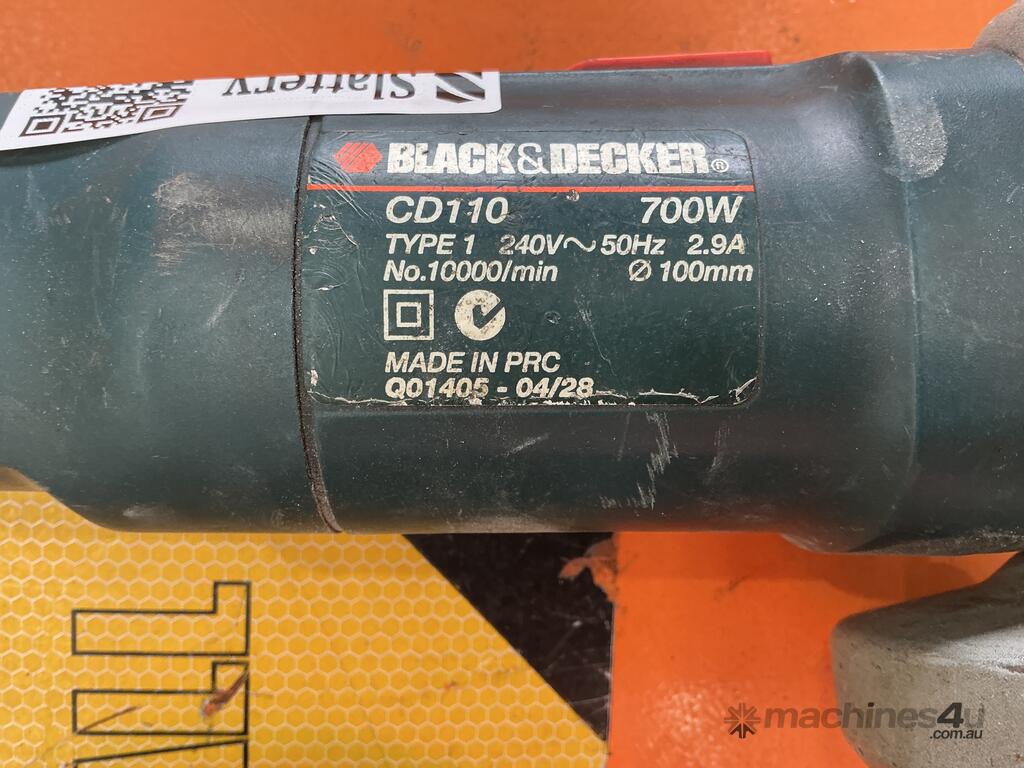 Slattery
BLACK&DECKER®
CD110 700W
TYPE 1 240V~50Hz 2.9A
No.10000/min Ø 100mm
MADE IN PRC
Q01405 - 04/28
ALL
machines4u
.com.au